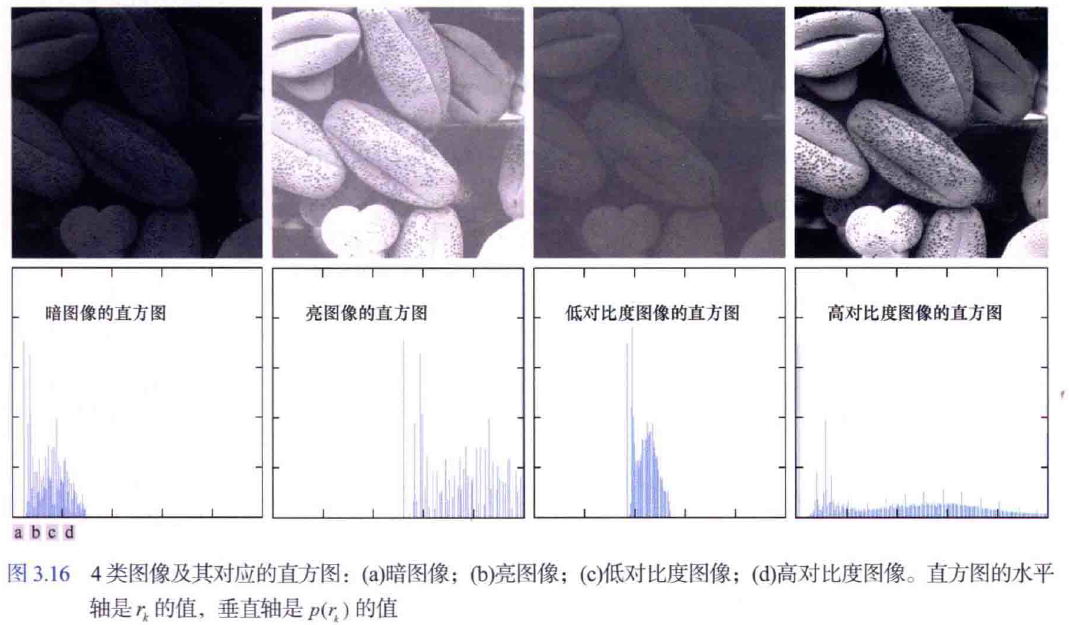 暗图像的直方图
亮图像的直方图
低对比度图像的直方图
高对比度图像的直方图
a b c d
图 3.16 4 类图像及其对应的直方图：(a)暗图像；(b)亮图像；(c)低对比度图像；(d)高对比度图像。直方图的水平
轴是 rₖ 的值，垂直轴是 p(rₖ) 的值